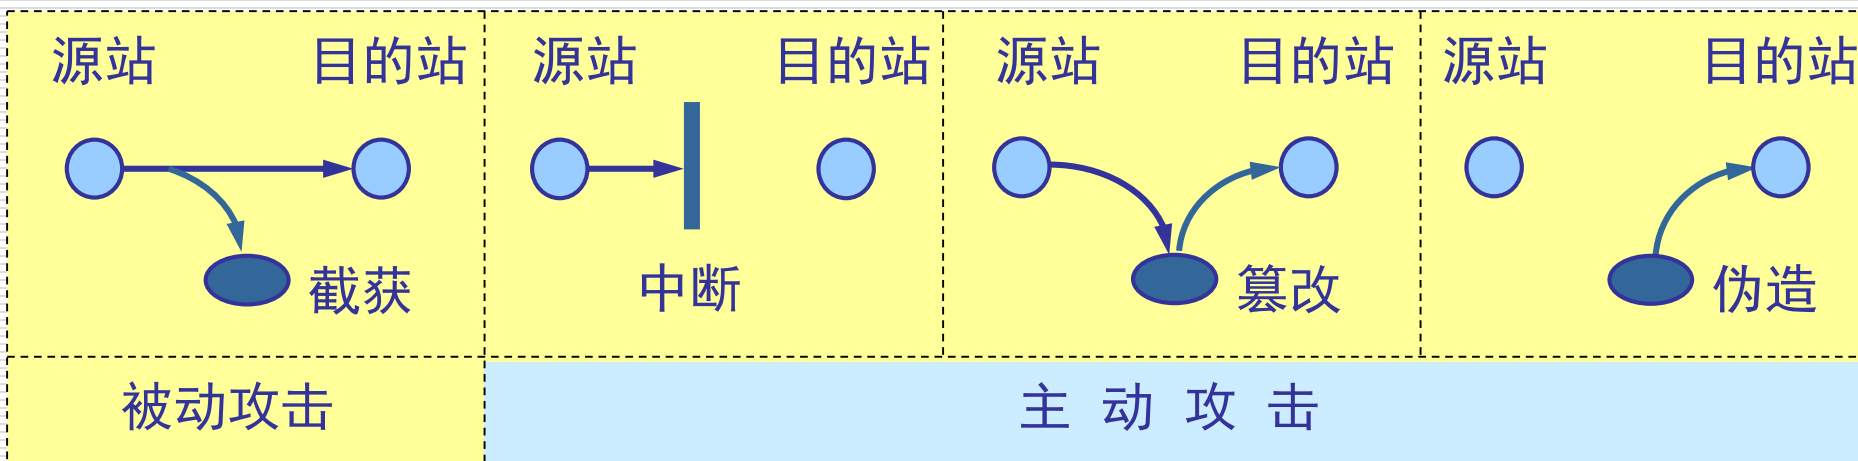 源站 目的站 源站 目的站 源站 目的站 源站 目的站
截获 中断 篡改 伪造
被动攻击 主 动 攻 击